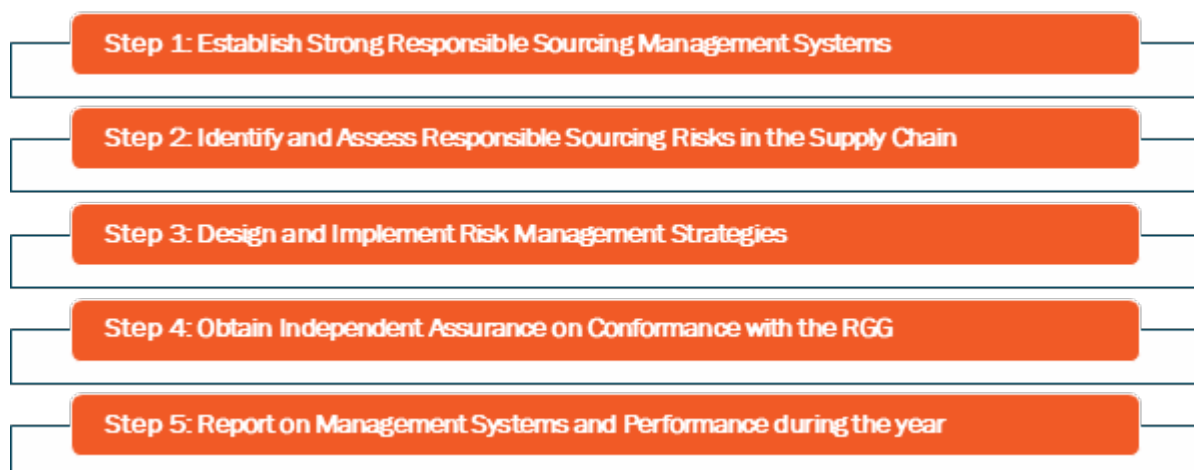 Step 1: Establish Strong Responsible Sourcing Management Systems
Step 2: Identify and Assess Responsible Sourcing Risks in the Supply Chain
Step 3: Design and Implement Risk Management Strategies
Step 4: Obtain Independent Assurance on Conformance with the RGG
Step 5: Report on Management Systems and Performance during the year